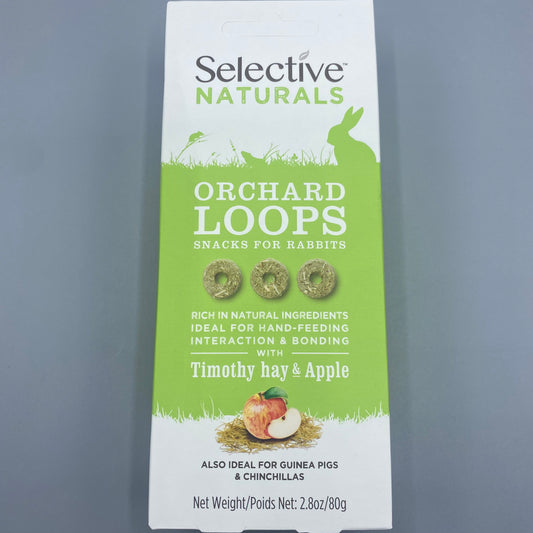 Selective™
NATURALS
ORCHARD
LOOPS
SNACKS FOR RABBITS
RICH IN NATURAL INGREDIENTS
IDEAL FOR HAND-FEEDING
INTERACTION & BONDING
WITH
Timothy hay & Apple
ALSO IDEAL FOR GUINEA PIGS
& CHINCHILLAS
Net Weight/Poids Net: 2.8oz/80g